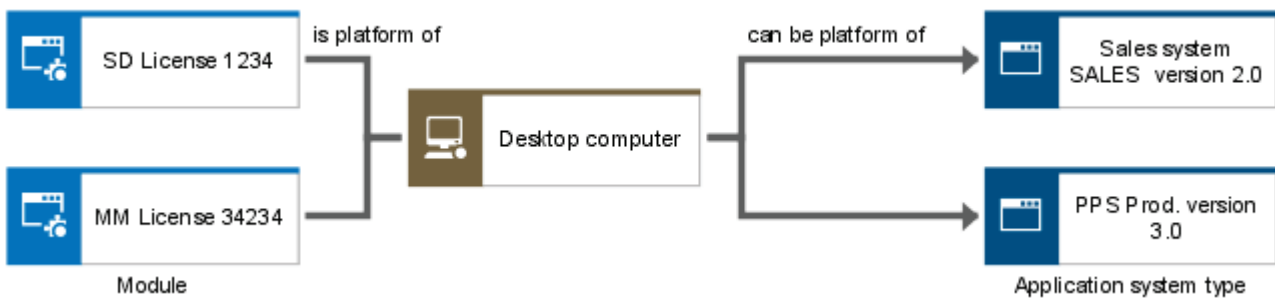 is platform of
can be platform of
SD License 1234
Sales system
SALES version 2.0
Desktop computer
MM License 34234
PPS Prod. version
3.0
Module
Application system type